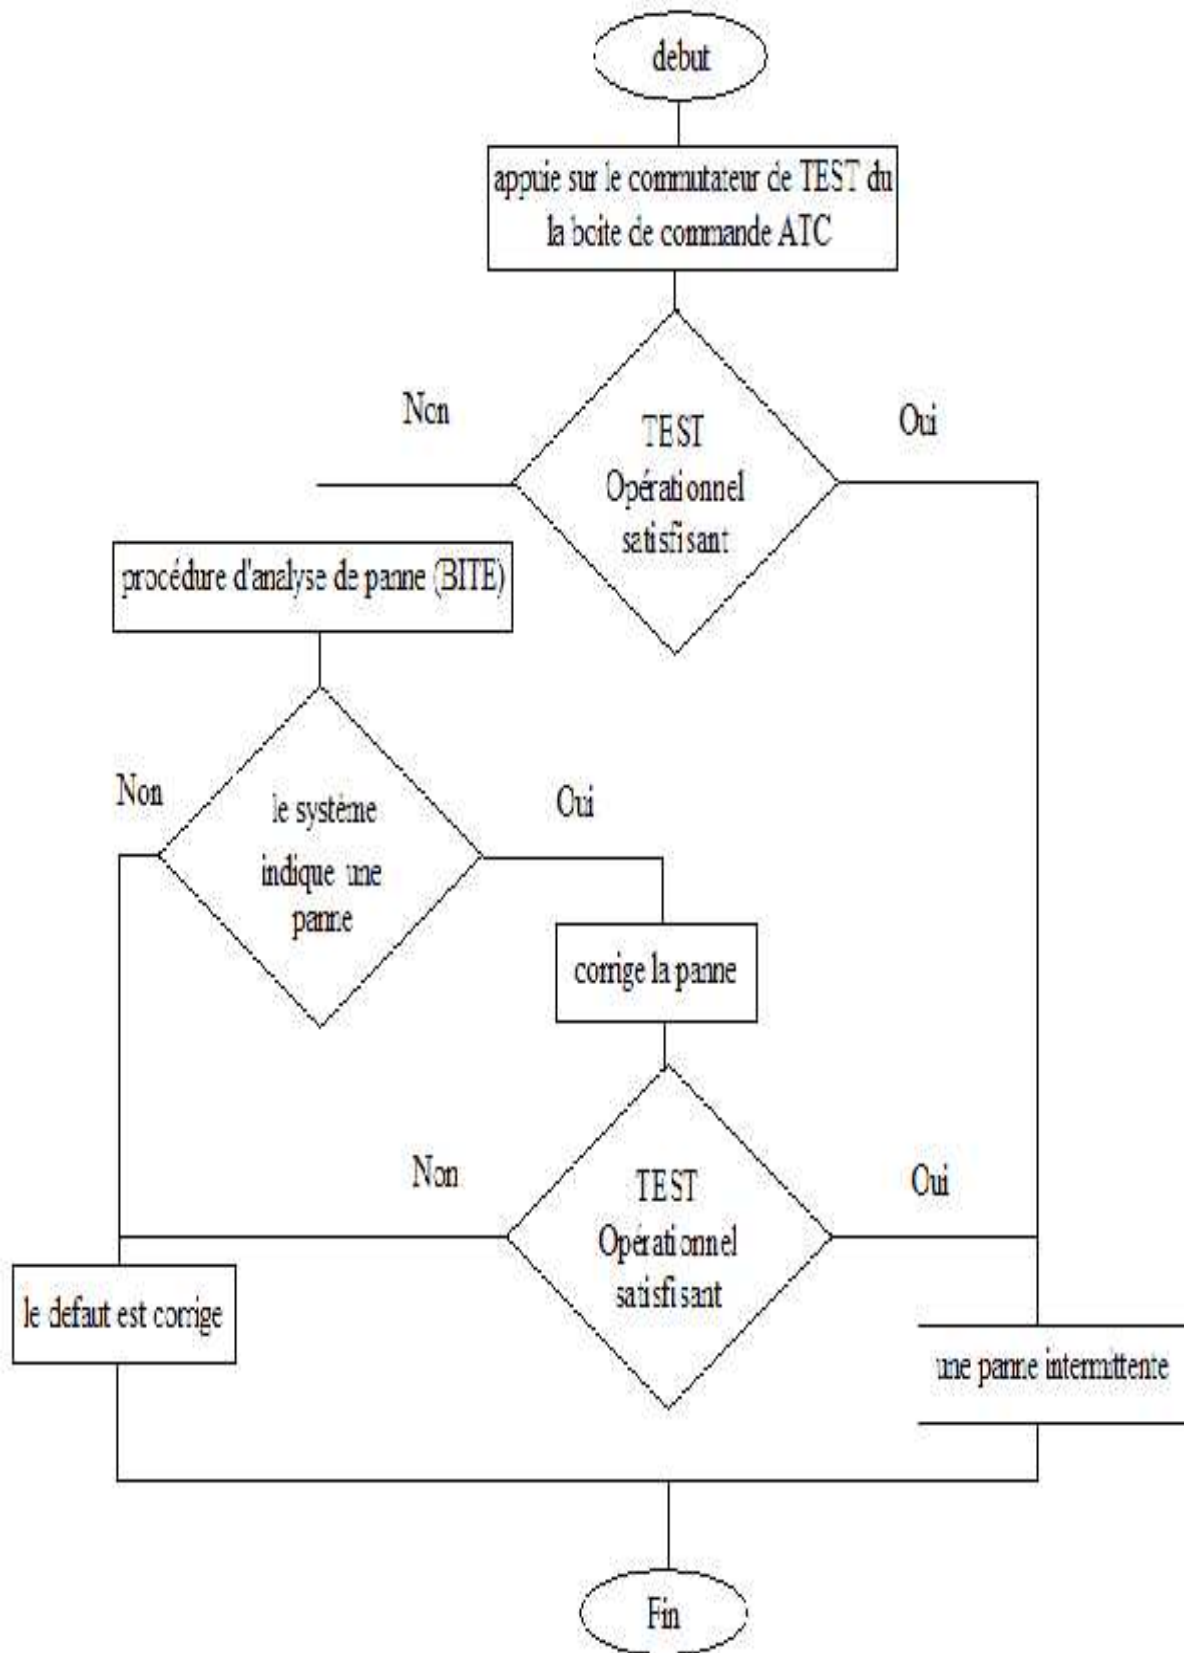 debut
appuie sur le commutateur de TEST du
la boite de commande ATC
Non
Oui
TEST
Opérationnel
satisfisant
procédure d'analyse de panne (BITE)
Non
Oui
le système
indique une
panne
corrige la panne
Non
Oui
TEST
Opérationnel
satisfisant
le defaut est corrige
une panne intermittente
Fin